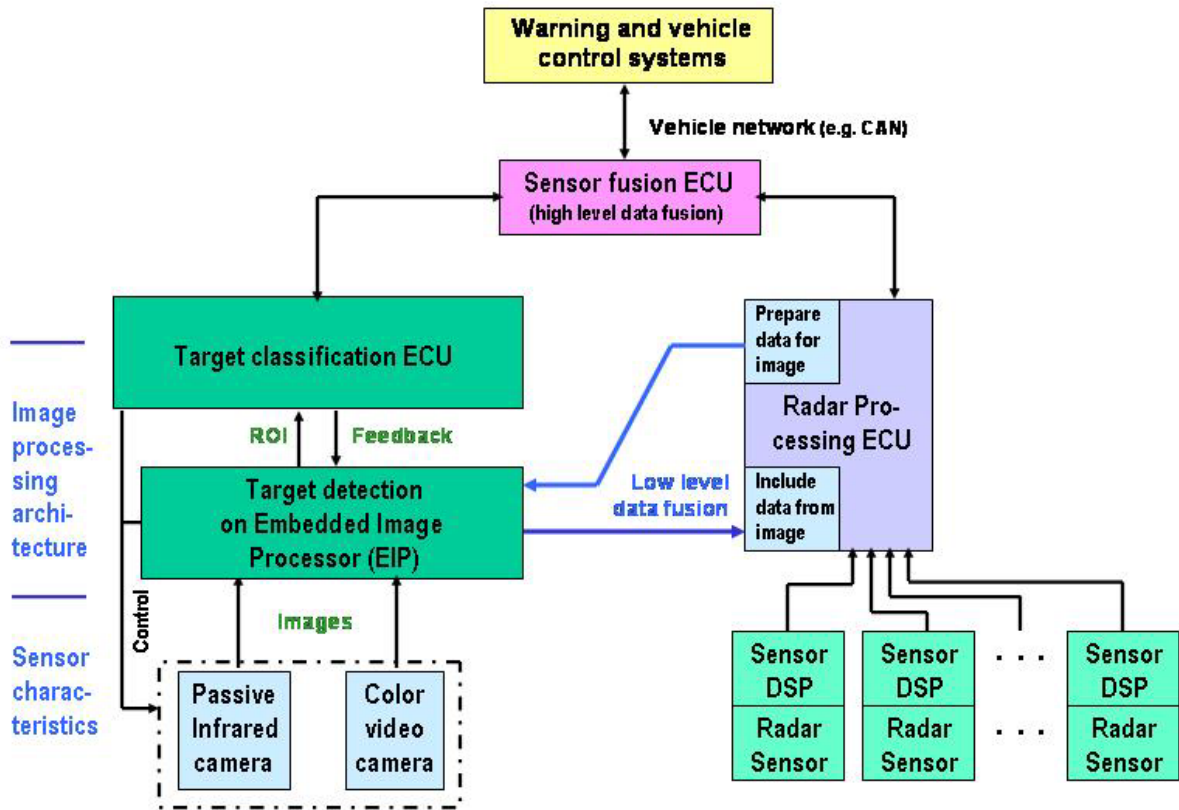 Warning and vehicle
control systems
Vehicle network (e.g. CAN)
Sensor fusion ECU
(high level data fusion)
Target classification ECU
Prepare
data for
image
Radar Pro-
cessing ECU
Include
data from
image
Image
proces-
sing
archi-
tecture
ROI
Feedback
Low level
data fusion
Target detection
on Embedded Image
Processor (EIP)
Control
Images
Sensor
charac-
teristics
Passive
Infrared
camera
Color
video
camera
Sensor
DSP
Radar
Sensor
Sensor
DSP
Radar
Sensor
. . .
. . .
Sensor
DSP
Radar
Sensor